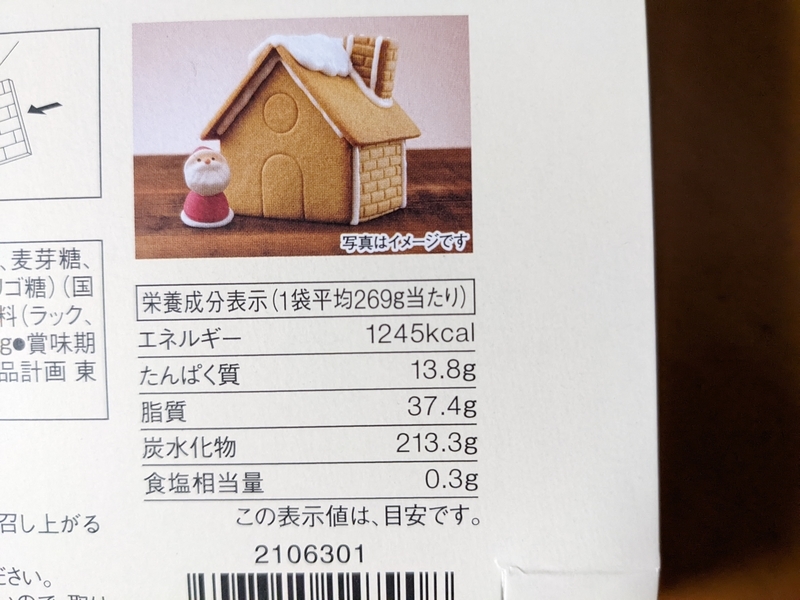 写真はイメージです
、麦芽糖、
ゴ糖)(国
料(ラック、
g●賞味期
品計画 東
栄養成分表示(1袋平均269g当たり)
エネルギー 1245kcal
たんぱく質 13.8g
脂質 37.4g
炭水化物 213.3g
食塩相当量 0.3g
この表示値は、目安です。
2106301
召し上がる
ださい。